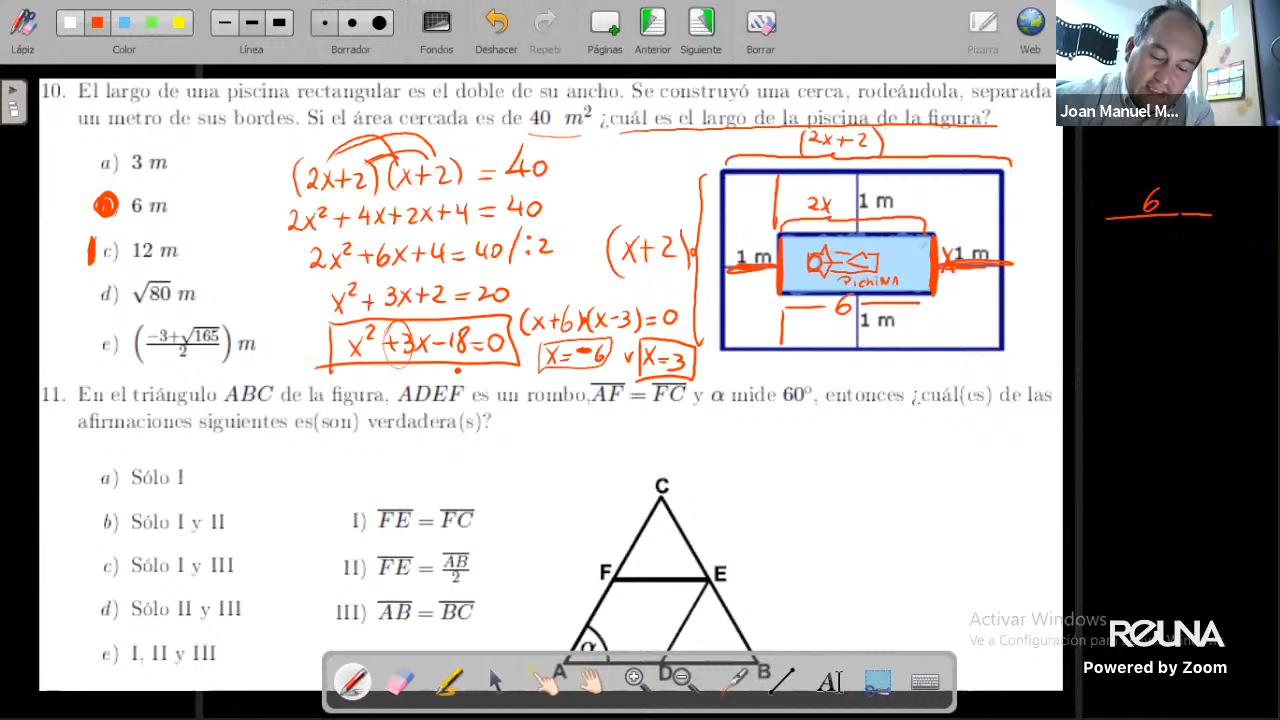 Lápiz
Color
Línea
Borrador
Fondos
Deshacer
Repetir
Páginas
Anterior
Siguiente
Borrar
Pizarra
Web
Joan Manuel M...
10. El largo de una piscina rectangular es el doble de su ancho. Se construyó una cerca, rodeándola, separada
un metro de sus bordes. Si el área cercada es de 40 m² ¿cuál es el largo de la piscina de la figura?
a) 3 m
6 m
c) 12 m
d) √80 m
e) ((-3+√165)/2) m
(2x+2)(x+2) = 40
2x² + 4x + 2x + 4 = 40
2x² + 6x + 4 = 40 /:2
x² + 3x + 2 = 20
x² + 3x - 18 = 0
(x+6)(x-3) = 0
x = -6 v x = 3
(2x+2)
(x+2)
2x
1 m
1 m
x
1 m
PichiNA
6
1 m
6
11. En el triángulo ABC de la figura, ADEF es un rombo, AF = FC y α mide 60°, entonces ¿cuál(es) de las
afirmaciones siguientes es(son) verdadera(s)?
a) Sólo I
b) Sólo I y II
c) Sólo I y III
d) Sólo II y III
e) I, II y III
I) FE = FC
II) FE = AB/2
III) AB = BC
C
F
E
α
A
D
B
AI
Activar Windows
Ve a Configuración par
REUNA
Powered by Zoom